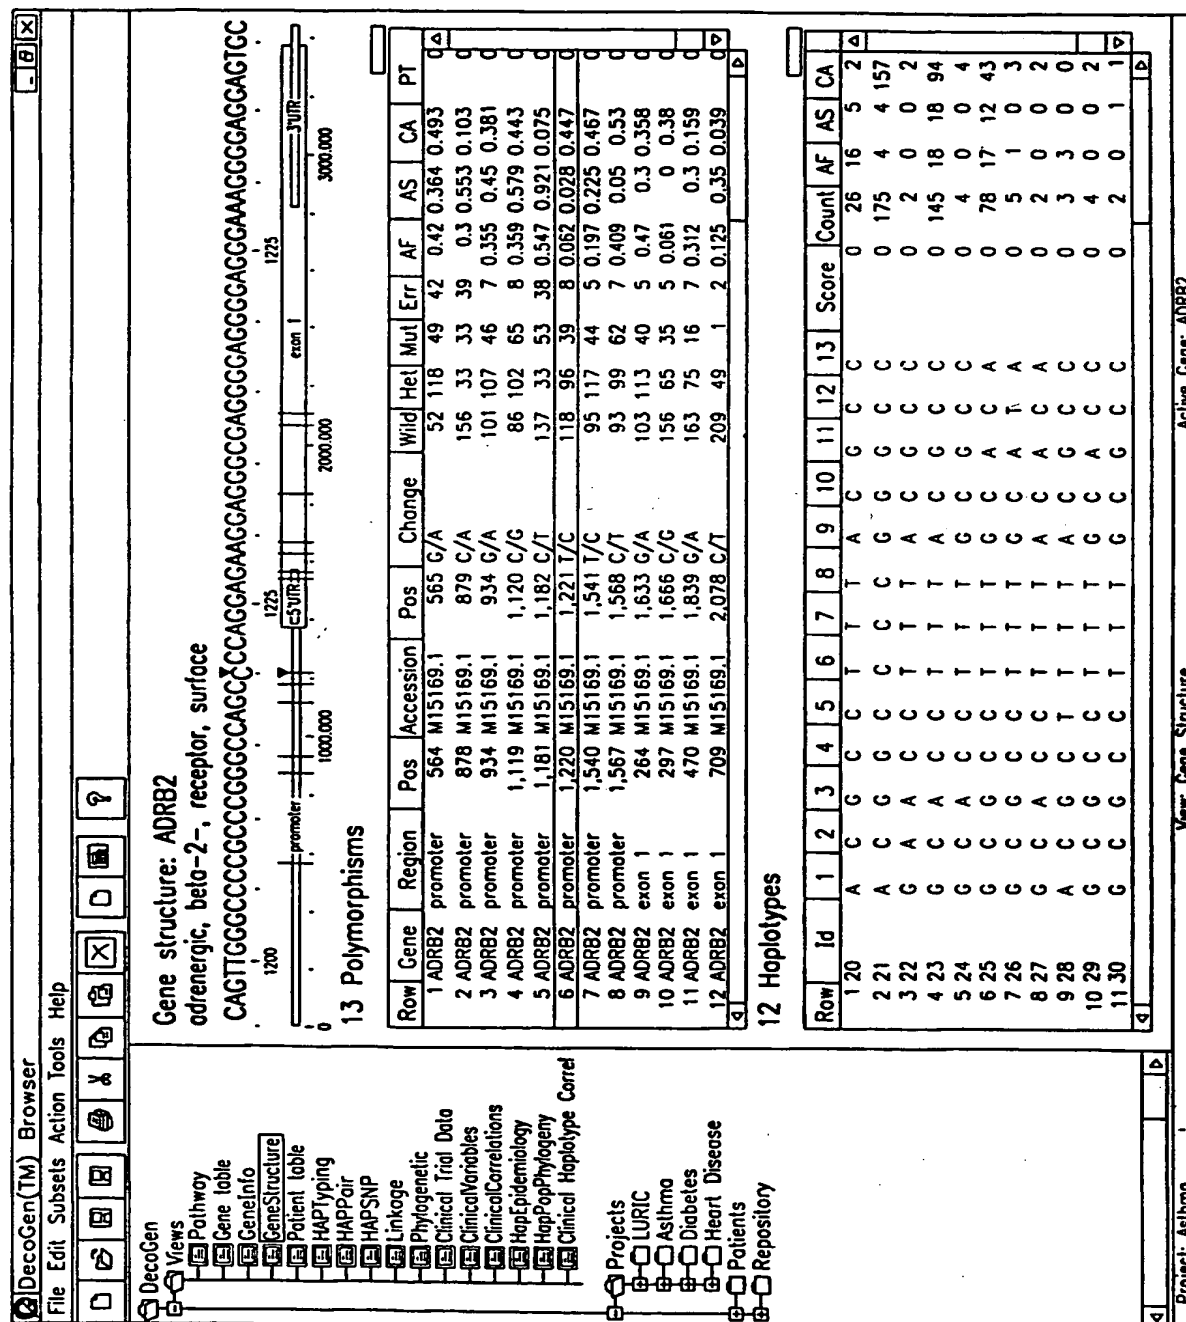 DecoGen(TM) Browser
File Edit Subsets Action Tools Help
DecoGen
Views
Pathway
Gene table
GeneInfo
GeneStructure
Patient table
HAPTyping
HAPPair
HAPSNP
Linkage
Phylogenetic
Clinical Trial Data
ClinicalVariables
ClinicalCorrelations
HapEpidemiology
HapPopPhylogeny
Clinical Haplotype Correl
Projects
LURIC
Asthma
Diabetes
Heart Disease
Patients
Repository
Gene structure: ADRB2
adrenergic, beta-2-, receptor, surface
1200 1225 1225
promoter c5'UTR exon 1 3'UTR
0 1000.000 2000.000 3000.000
13 Polymorphisms
Row Gene Region Pos Accession Pos Change Wild Het Mut Err AF AS CA PT
1 ADRB2 promoter 564 M15169.1 565 G/A 52 118 49 42 0.42 0.364 0.493 0
2 ADRB2 promoter 878 M15169.1 879 C/A 156 33 33 39 0.3 0.553 0.103 0
3 ADRB2 promoter 934 M15169.1 934 G/A 101 107 46 7 0.355 0.45 0.381 0
4 ADRB2 promoter 1,119 M15169.1 1,120 C/G 86 102 65 8 0.359 0.579 0.443 0
5 ADRB2 promoter 1,181 M15169.1 1,182 C/T 137 33 53 38 0.547 0.921 0.075 0
6 ADRB2 promoter 1,220 M15169.1 1,221 T/C 118 96 39 8 0.062 0.028 0.447 0
7 ADRB2 promoter 1,540 M15169.1 1,541 T/C 95 117 44 5 0.197 0.225 0.467 0
8 ADRB2 promoter 1,567 M15169.1 1,568 C/T 93 99 62 7 0.409 0.05 0.53 0
9 ADRB2 exon 1 264 M15169.1 1,633 G/A 103 113 40 5 0.47 0.3 0.358 0
10 ADRB2 exon 1 297 M15169.1 1,666 C/G 156 65 35 5 0.061 0 0.38 0
11 ADRB2 exon 1 470 M15169.1 1,839 G/A 163 75 16 7 0.312 0.3 0.159 0
12 ADRB2 exon 1 709 M15169.1 2,078 C/T 209 49 1 2 0.125 0.35 0.039 0
12 Haplotypes
Row Id 1 2 3 4 5 6 7 8 9 10 11 12 13 Score Count AF AS CA
1 20 A C G C C T T T A C G C C 0 26 16 5 2
2 21 A C G G C C C C G G G C C 0 175 4 4 157
3 22 G A A C C T T T A C G C C 0 2 0 0 2
4 23 G C A C C T T T A C G C C 0 145 18 18 94
5 24 G C A C C T T T G G G C C 0 4 0 0 4
6 25 G C G C C T T T G C A C A 0 78 17 12 43
7 26 G C G C C T T T G C A T A 0 5 1 0 3
8 27 G C A C C T T T A C A C A 0 2 0 0 2
9 28 A C G C T T T T A C G C C 0 3 3 0 0
10 29 G C G C C T T T G C A C C 0 4 0 0 2
11 30 G C G C C T T T G C G C C 0 2 0 1 1
Project: Asthma View: Gene Structure Active Gene: ADRB2